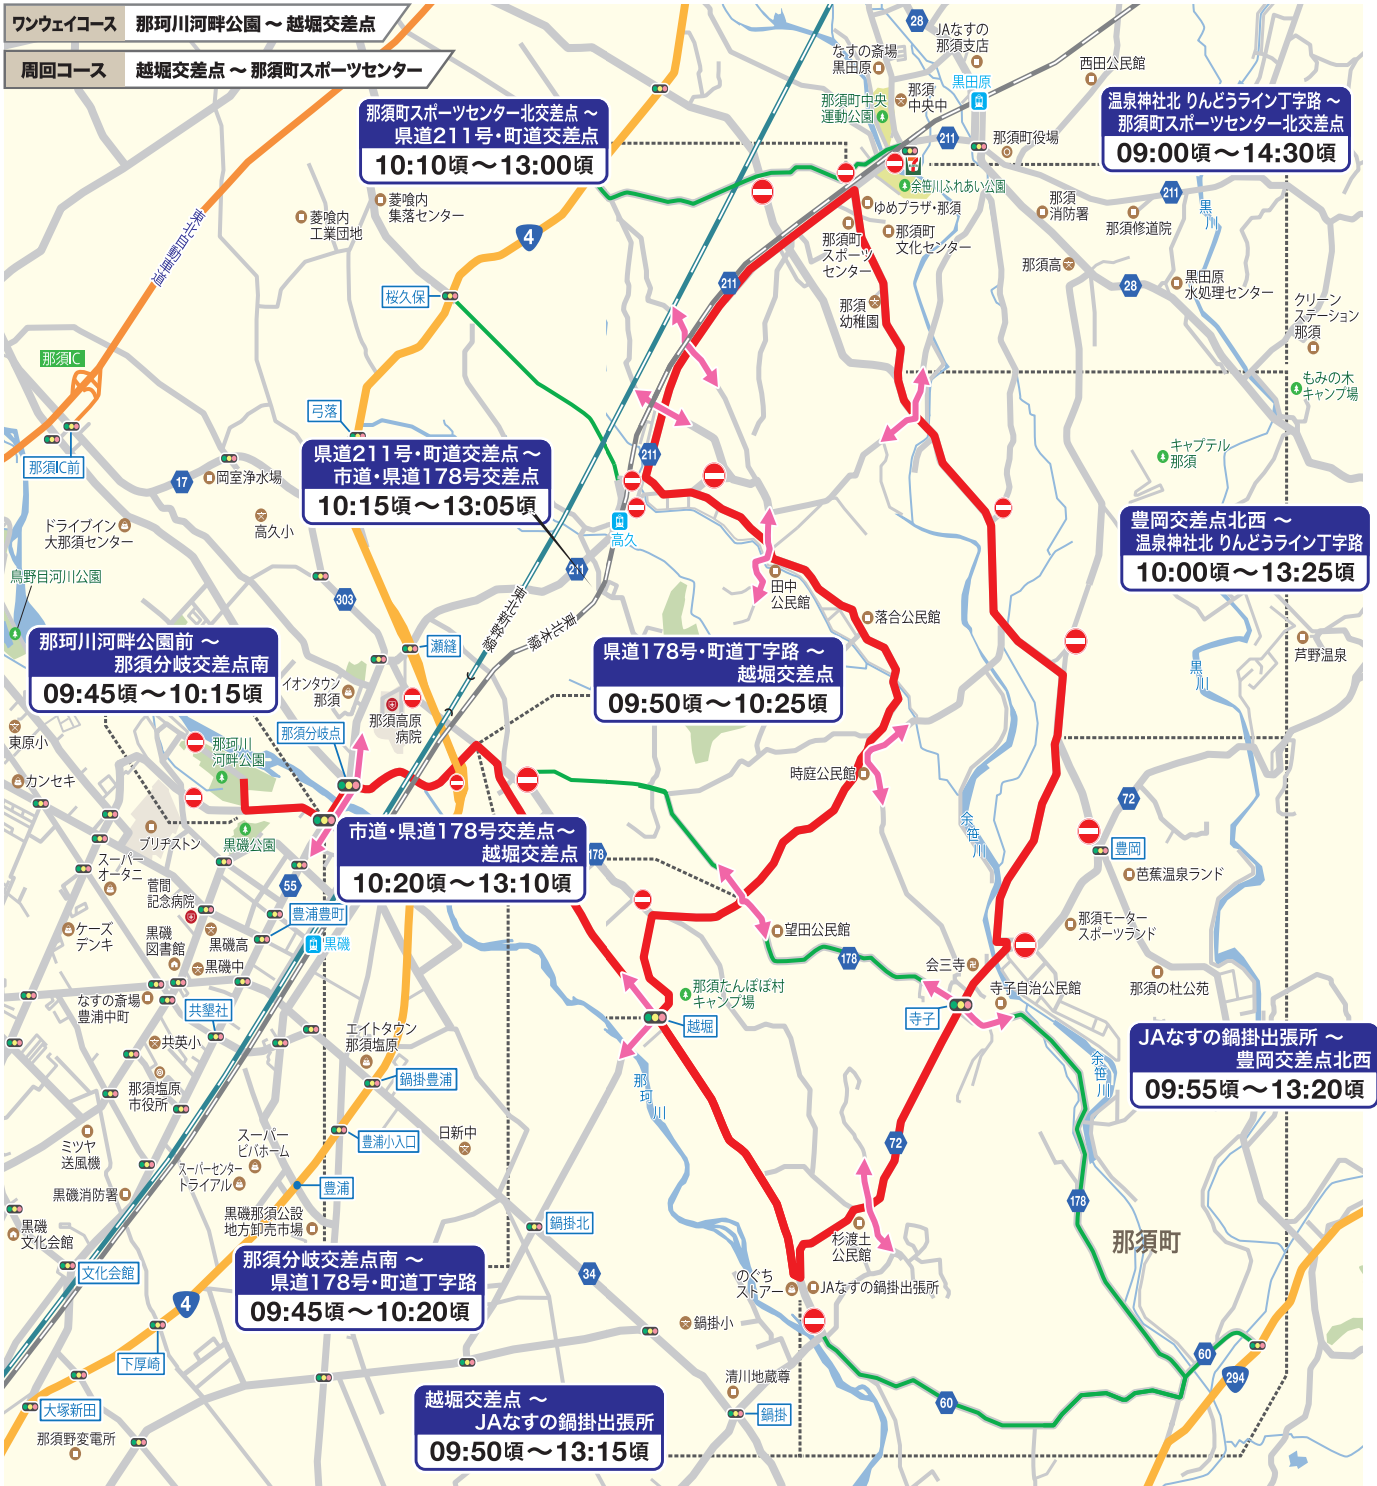 ワンウェイコース 那珂川河畔公園 ～ 越堀交差点
周回コース 越堀交差点 ～ 那須町スポーツセンター
那須町スポーツセンター北交差点 ～
県道211号・町道交差点
10:10頃～13:00頃
温泉神社北 りんどうライン丁字路 ～
那須町スポーツセンター北交差点
09:00頃～14:30頃
28
JAなすの
那須支店
なすの斎場
黒田原
西田公民館
黒田原
那須
中央中
那須町中央
運動公園
211
那須町役場
余笹川ふれあい公園
ゆめプラザ・那須
那須
消防署
211
黒川
那須修道院
菱喰内
集落センター
菱喰内
工業団地
4
那須町
スポーツ
センター
那須町
文化センター
那須高
28
黒田原
水処理センター
東北自動車道
桜久保
211
那須
幼稚園
クリーン
ステーション
那須
那須IC
もみの木
キャンプ場
弓落
那須IC前
17
岡室浄水場
県道211号・町道交差点 ～
市道・県道178号交差点
10:15頃～13:05頃
211
キャプテル
那須
ドライブイン
大那須センター
高久小
高久
豊岡交差点北西 ～
温泉神社北 りんどうライン丁字路
10:00頃～13:25頃
鳥野目河川公園
303
211
東北新幹線
東北本線
田中
公民館
落合公民館
那珂川河畔公園前 ～
那須分岐交差点南
09:45頃～10:15頃
瀬縫
県道178号・町道丁字路 ～
越堀交差点
09:50頃～10:25頃
芦野温泉
黒川
イオンタウン
那須
那須高原
病院
那須分岐点
東原小
那珂川
河畔公園
カンセキ
時庭公民館
72
余笹川
豊岡
ブリヂストン
黒磯公園
市道・県道178号交差点～
越堀交差点
10:20頃～13:10頃
178
スーパー
オータニ
芭蕉温泉ランド
菅間
記念病院
55
豊浦豊町
ケーズ
デンキ
黒磯
図書館
黒磯高
黒磯
望田公民館
那須モーター
スポーツランド
黒磯中
178
会三寺
那須の杜公苑
なすの斎場
豊浦中町
共墾社
那須たんぽぽ村
キャンプ場
寺子自治公民館
寺子
越堀
エイトタウン
那須塩原
共英小
JAなすの鍋掛出張所 ～
豊岡交差点北西
09:55頃～13:20頃
余笹川
那須塩原
市役所
鍋掛豊浦
那珂川
ミツヤ
送風機
スーパー
ビバホーム
豊浦小入口
日新中
72
スーパーセンター
トライアル
豊浦
黒磯消防署
178
黒磯那須公設
地方卸売市場
鍋掛北
黒磯
文化会館
杉渡土
公民館
那須町
文化会館
那須分岐交差点南 ～
県道178号・町道丁字路
09:45頃～10:20頃
34
のぐち
ストアー
JAなすの鍋掛出張所
4
鍋掛小
下厚崎
60
294
清川地蔵尊
越堀交差点 ～
JAなすの鍋掛出張所
09:50頃～13:15頃
60
大塚新田
鍋掛
那須野変電所